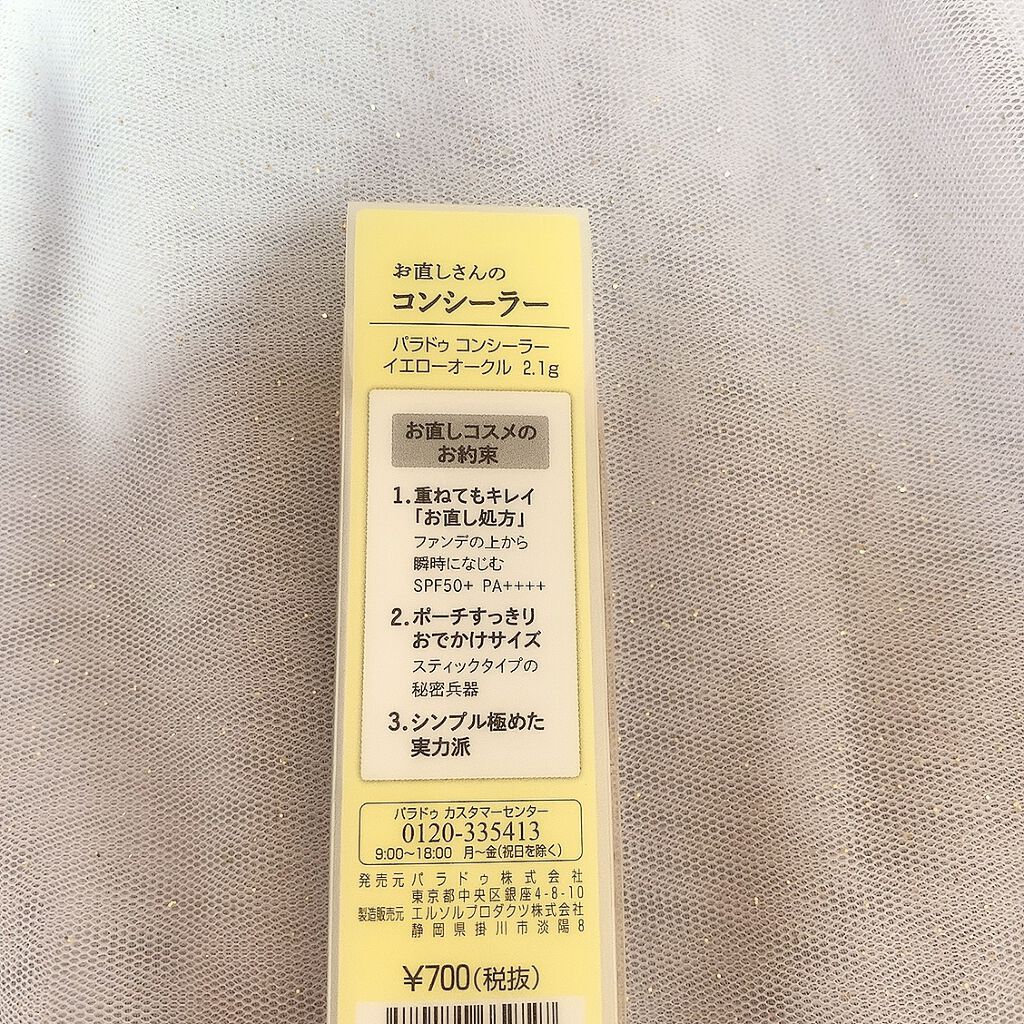 お直しさんの
コンシーラー
パラドゥ コンシーラー
イエローオークル 2.1g
お直しコスメの
お約束
1.重ねてもキレイ
「お直し処方」
ファンデの上から
瞬時になじむ
SPF50+ PA++++
2.ポーチすっきり
おでかけサイズ
スティックタイプの
秘密兵器
3.シンプル極めた
実力派
パラドゥ カスタマーセンター
0120-335413
9:00〜18:00 月〜金(祝日を除く)
発売元 パラドゥ株式会社
東京都中央区銀座4-8-10
製造販売元 エルソルプロダクツ株式会社
静岡県掛川市淡陽8
¥700(税抜)